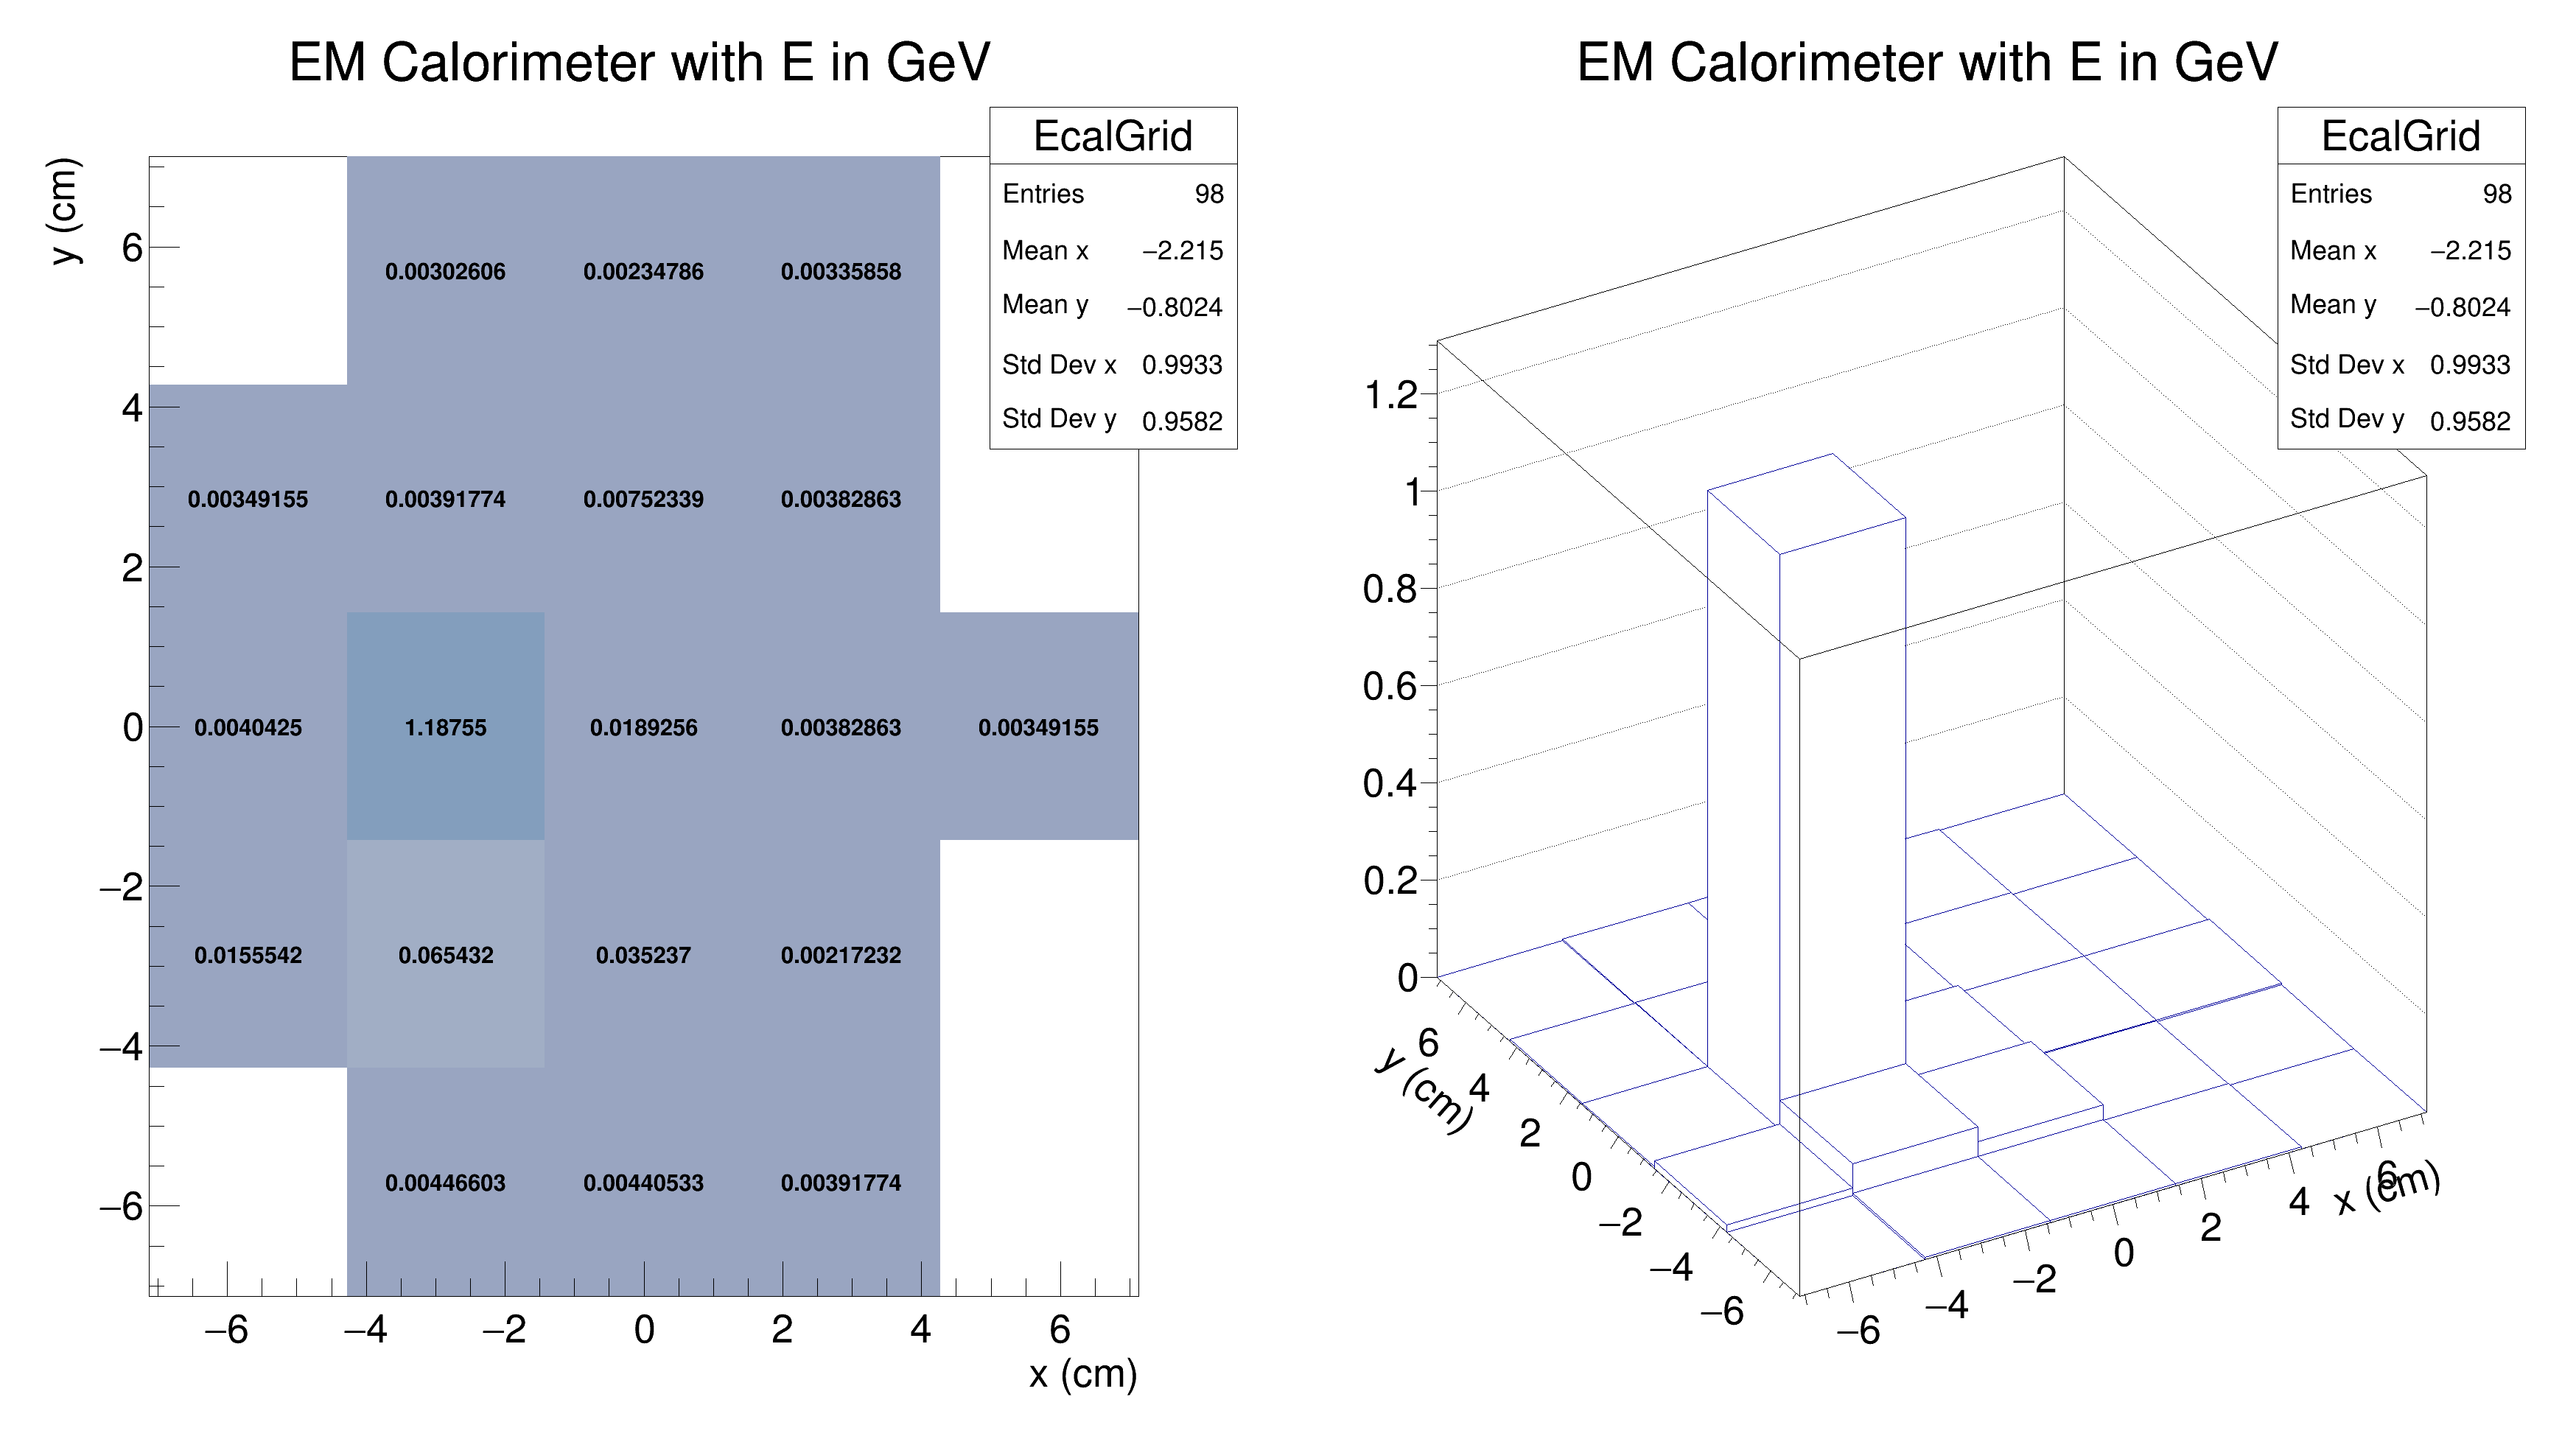 EM Calorimeter with E in GeV
EcalGrid
Entries 98
Mean x −2.215
Mean y −0.8024
Std Dev x 0.9933
Std Dev y 0.9582
y (cm)
6
4
2
0
−2
−4
−6
0.00302606 0.00234786 0.00335858
0.00349155 0.00391774 0.00752339 0.00382863
0.0040425 1.18755 0.0189256 0.00382863 0.00349155
0.0155542 0.065432 0.035237 0.00217232
0.00446603 0.00440533 0.00391774
−6 −4 −2 0 2 4 6
x (cm)
EM Calorimeter with E in GeV
EcalGrid
Entries 98
Mean x −2.215
Mean y −0.8024
Std Dev x 0.9933
Std Dev y 0.9582
1.2
1
0.8
0.6
0.4
0.2
0
y (cm)
6
4
2
0
−2
−4
−6
−6 −4 −2 0 2 4 6
x (cm)